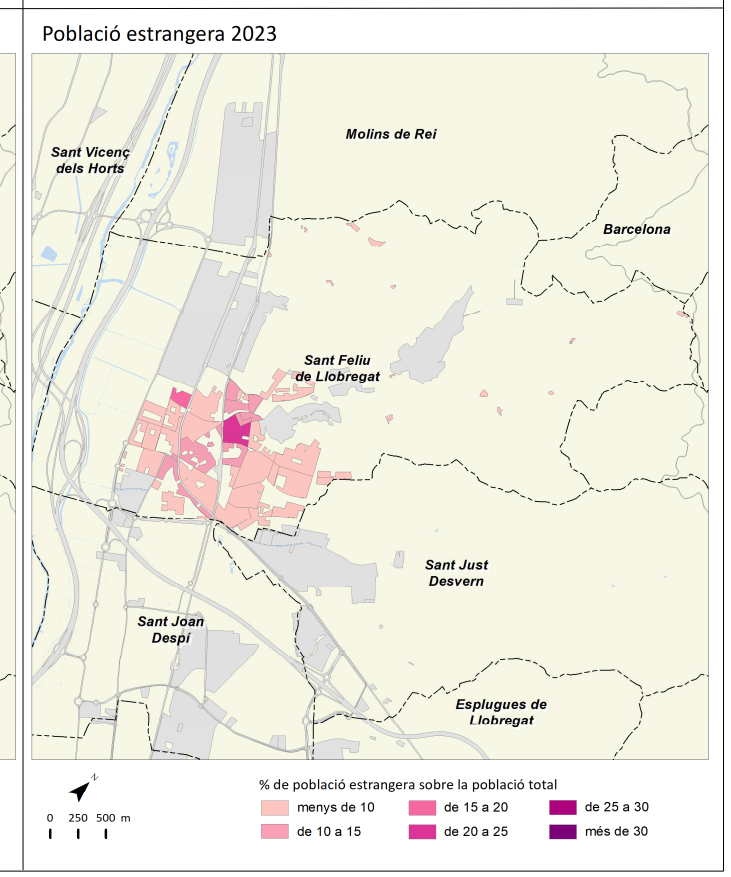 Població estrangera 2023
Molins de Rei
Sant Vicenç
dels Horts
Barcelona
Sant Feliu
de Llobregat
Sant Just
Desvern
Sant Joan
Despí
Esplugues de
Llobregat
N
0 250 500 m
% de població estrangera sobre la població total
menys de 10
de 15 a 20
de 25 a 30
de 10 a 15
de 20 a 25
més de 30